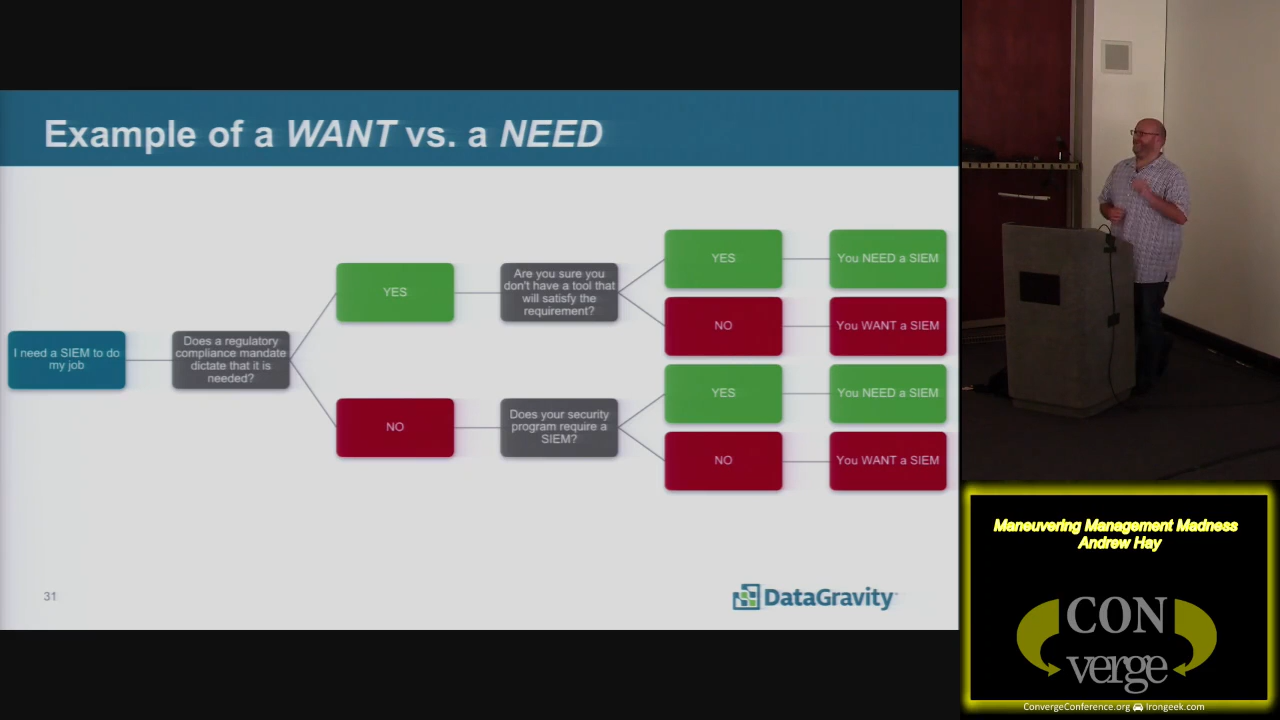 Example of a WANT vs. a NEED
I need a SIEM to do
my job
Does a regulatory
compliance mandate
dictate that it is
needed?
YES
Are you sure you
don't have a tool that
will satisfy the
requirement?
YES
You NEED a SIEM
NO
You WANT a SIEM
NO
Does your security
program require a
SIEM?
YES
You NEED a SIEM
NO
You WANT a SIEM
31
DataGravity
Maneuvering Management Madness
Andrew Hay
CON
verge
ConvergeConference.org Irongeek.com